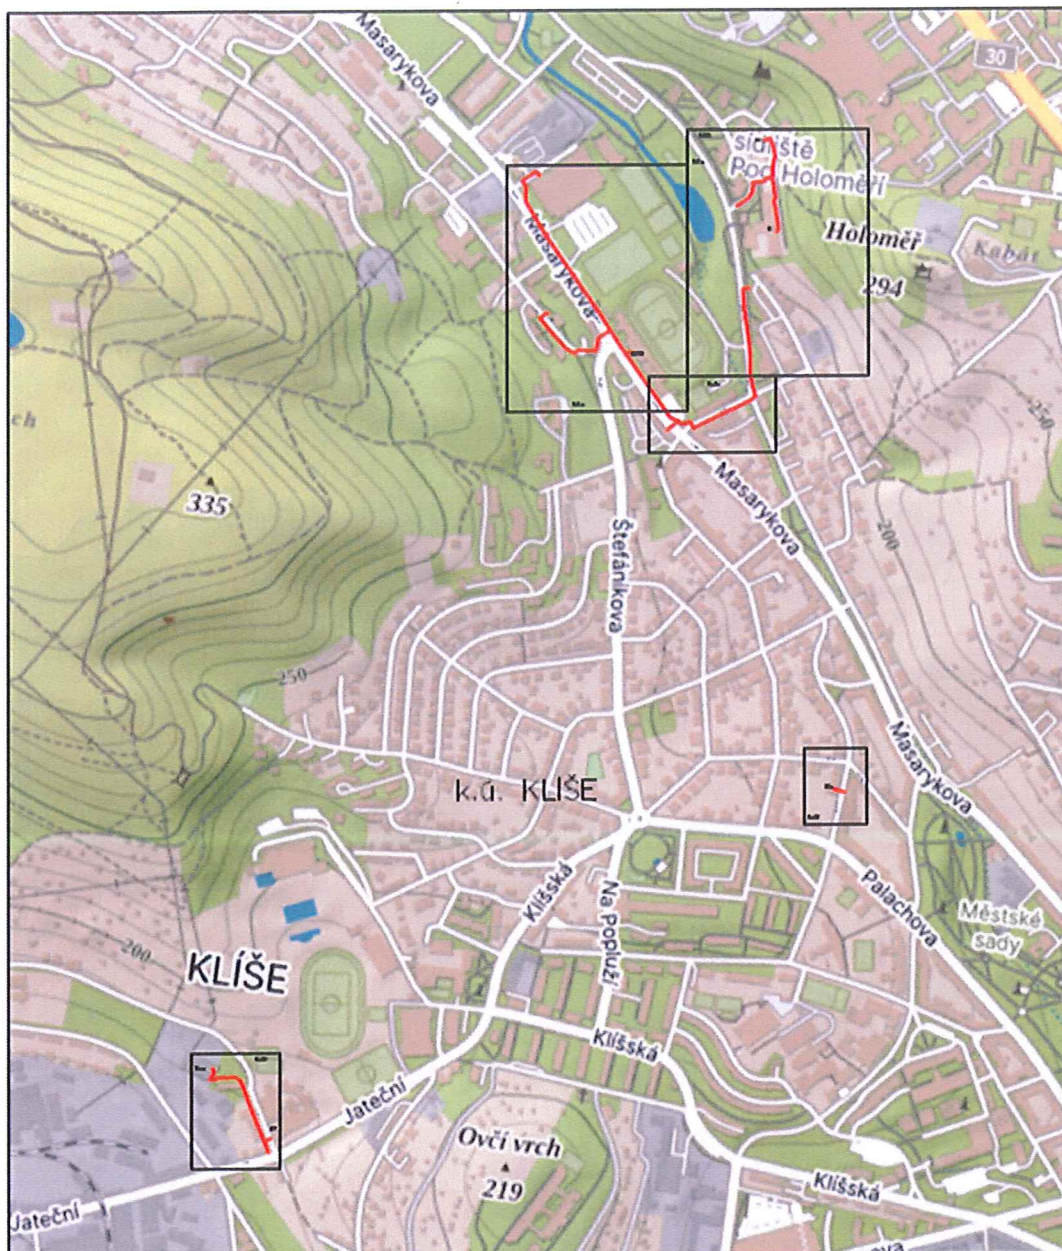 Masarykova
30
sídliště
Pod Holoměří
Masarykova
Holoměř
294
Kabát
ch
335
250
200
Masarykova
Štefánikova
250
k.ú. KLÍŠE
Masarykova
Klíšská
Na Popluží
Palachova
Městské
sady
200
KLÍŠE
Klíšská
Jateční
Ovčí vrch
219
Klíšská
Jateční
ova